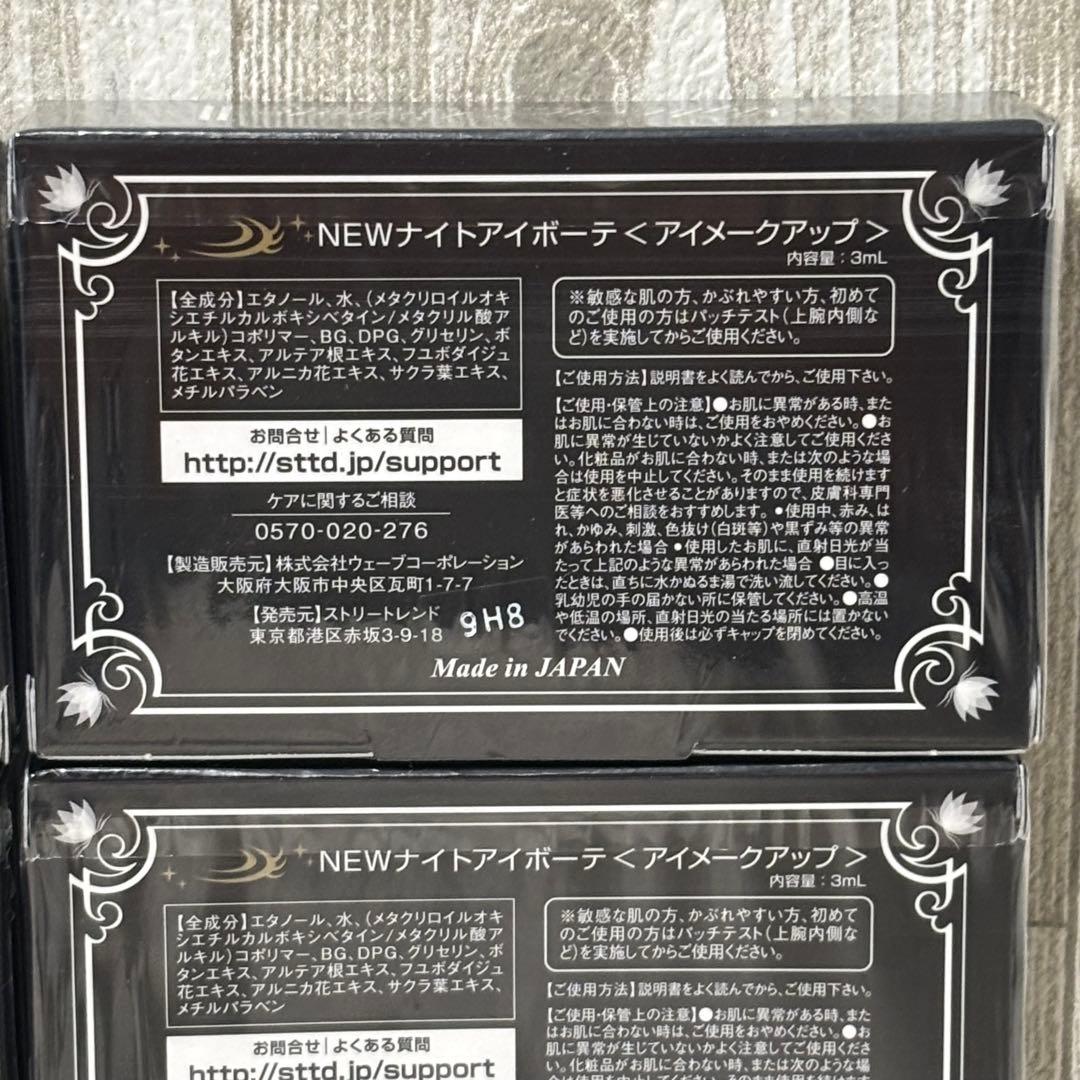 NEWナイトアイボーテ＜アイメークアップ＞
内容量：3mL
【全成分】エタノール、水、(メタクリロイルオキ
シエチルカルボキシベタイン/メタクリル酸ア
ルキル)コポリマー、BG、DPG、グリセリン、ボ
タンエキス、アルテア根エキス、フユボダイジュ
花エキス、アルニカ花エキス、サクラ葉エキス、
メチルパラベン
お問合せ|よくある質問
http://sttd.jp/support
ケアに関するご相談
0570-020-276
【製造販売元】株式会社ウェーブコーポレーション
大阪府大阪市中央区瓦町1-7-7
【発売元】ストリートレンド
東京都港区赤坂3-9-18
9H8
※敏感な肌の方、かぶれやすい方、初めて
のご使用の方はパッチテスト(上腕内側な
ど)を実施してからご使用ください。
【ご使用方法】説明書をよく読んでから、ご使用下さい。
【ご使用・保管上の注意】●お肌に異常がある時、また
はお肌に合わない時は、ご使用をおやめください。●お
肌に異常が生じていないかよく注意してご使用くださ
い。化粧品がお肌に合わない時、または次のような場
合は使用を中止してください。そのまま使用を続けます
と症状を悪化させることがありますので、皮膚科専門
医等へのご相談をおすすめします。●使用中、赤み、は
れ、かゆみ、刺激、色抜け(白斑等)や黒ずみ等の異常
があらわれた場合 ●使用したお肌に、直射日光が当
たって上記のような異常があらわれた場合 ●目に入っ
たときは、直ちに水かぬるま湯で洗い流してください。●
乳幼児の手の届かない所に保管してください。●高温
や低温の場所、直射日光の当たる場所には置かない
でください。●使用後は必ずキャップを閉めてください。
Made in JAPAN
NEWナイトアイボーテ＜アイメークアップ＞
内容量：3mL
【全成分】エタノール、水、(メタクリロイルオキ
シエチルカルボキシベタイン/メタクリル酸ア
ルキル)コポリマー、BG、DPG、グリセリン、ボ
タンエキス、アルテア根エキス、フユボダイジュ
花エキス、アルニカ花エキス、サクラ葉エキス、
メチルパラベン
お問合せ|よくある質問
http://sttd.jp/support
※敏感な肌の方、かぶれやすい方、初めて
のご使用の方はパッチテスト(上腕内側な
ど)を実施してからご使用ください。
【ご使用方法】説明書をよく読んでから、ご使用下さい。
【ご使用・保管上の注意】●お肌に異常がある時、また
はお肌に合わない時は、ご使用をおやめください。●お
肌に異常が生じていないかよく注意してご使用くださ
い。化粧品がお肌に合わない時、または次のような場